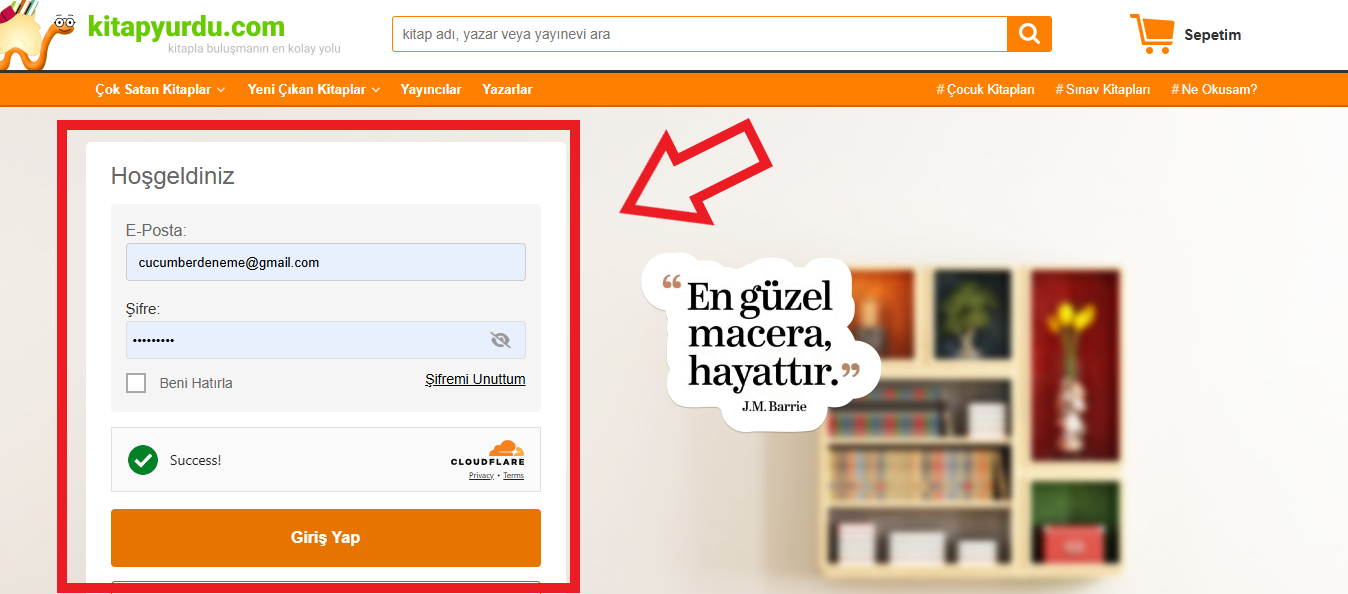 kitapyurdu.com
kitapla buluşmanın en kolay yolu
kitap adı, yazar veya yayınevi ara
Sepetim
Çok Satan Kitaplar
Yeni Çıkan Kitaplar
Yayıncılar
Yazarlar
#Çocuk Kitapları
#Sınav Kitapları
#Ne Okusam?
Hoşgeldiniz
E-Posta:
cucumberdeneme@gmail.com
Şifre:
•••••••••
Beni Hatırla
Şifremi Unuttum
Success!
CLOUDFLARE
Privacy • Terms
Giriş Yap
“En güzel
macera,
hayattır.”
J.M. Barrie